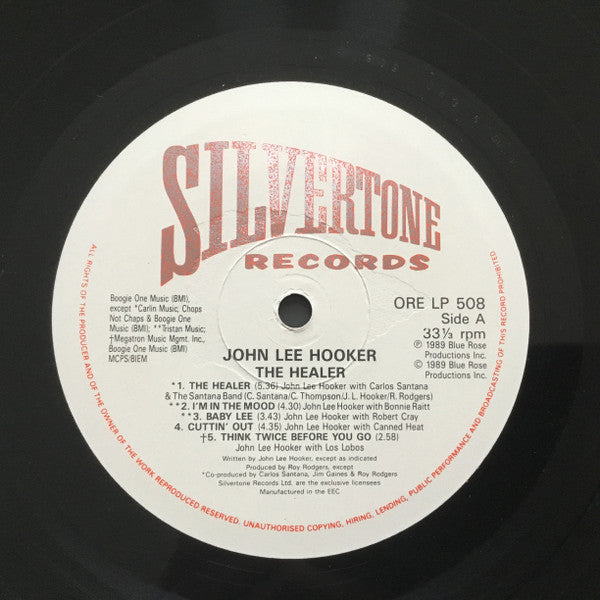 SILVERTONE
RECORDS
Boogie One Music (BMI),
except *Carlin Music, Chops
Not Chaps & Boogie One
Music (BMI); **Tristan Music;
†Megatron Music Mgmt. Inc.,
Boogie One Music (BMI)
MCPS/BIEM
ORE LP 508
Side A
33⅓ rpm
Ⓟ 1989 Blue Rose
Productions Inc.
© 1989 Blue Rose
Productions Inc.
JOHN LEE HOOKER
THE HEALER
*1. THE HEALER (5.36) John Lee Hooker with Carlos Santana
& The Santana Band (C. Santana/C. Thompson/J. L. Hooker/R. Rodgers)
**2. I'M IN THE MOOD (4.30) John Lee Hooker with Bonnie Raitt
**3. BABY LEE (3.43) John Lee Hooker with Robert Cray
4. CUTTIN' OUT (4.35) John Lee Hooker with Canned Heat
†5. THINK TWICE BEFORE YOU GO (2.58)
John Lee Hooker with Los Lobos
Written by John Lee Hooker, except as indicated
Produced by Roy Rodgers, except
*Co-produced by Carlos Santana, Jim Gaines & Roy Rodgers
Silvertone Records Ltd. are the exclusive licensees
Manufactured in the EEC
ALL RIGHTS OF THE PRODUCER AND OF THE OWNER OF THE WORK REPRODUCED RESERVED. UNAUTHORISED COPYING, HIRING, LENDING, PUBLIC PERFORMANCE AND BROADCASTING OF THIS RECORD PROHIBITED